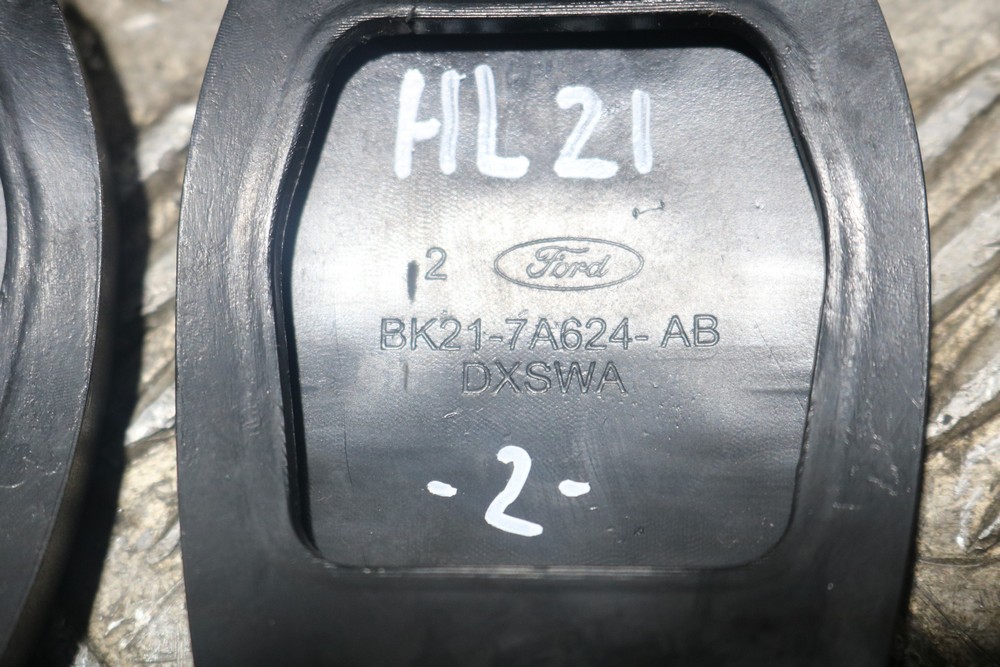 HL21
2 Ford
BK21-7A624- AB
DXSWA
-2-